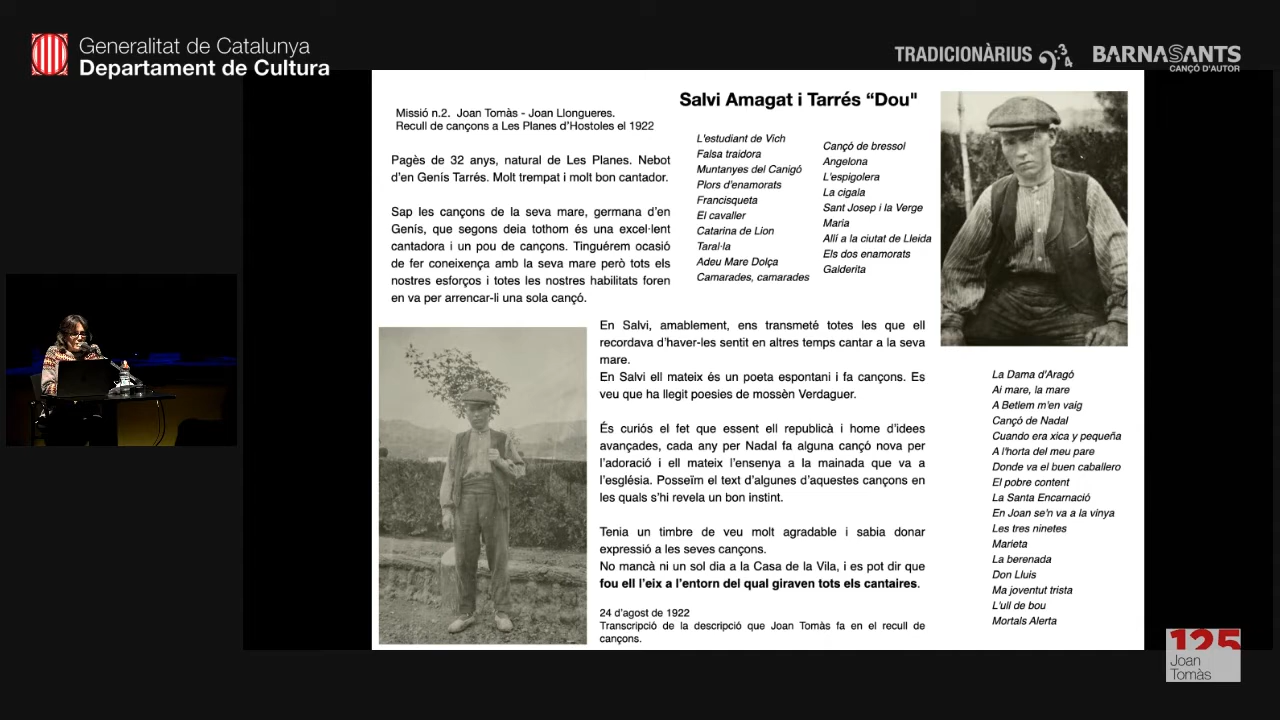 Generalitat de Catalunya
Departament de Cultura
TRADICIONÀRIUS
34
BARNASANTS
CANÇÓ D'AUTOR
Missió n.2. Joan Tomàs - Joan Llongueres.
Recull de cançons a Les Planes d'Hostoles el 1922
Pagès de 32 anys, natural de Les Planes. Nebot
d'en Genís Tarrés. Molt trempat i molt bon cantador.
Sap les cançons de la seva mare, germana d'en
Genís, que segons deia tothom és una excel·lent
cantadora i un pou de cançons. Tinguérem ocasió
de fer coneixença amb la seva mare però tots els
nostres esforços i totes les nostres habilitats foren
en va per arrencar-li una sola cançó.
Salvi Amagat i Tarrés “Dou"
L'estudiant de Vich
Falsa traidora
Muntanyes del Canigó
Plors d'enamorats
Francisqueta
El cavaller
Catarina de Lion
Taral·la
Adeu Mare Dolça
Camarades, camarades
Cançó de bressol
Angelona
L'espigolera
La cigala
Sant Josep i la Verge
Maria
Allí a la ciutat de Lleida
Els dos enamorats
Galderita
En Salvi, amablement, ens transmeté totes les que ell
recordava d'haver-les sentit en altres temps cantar a la seva
mare.
En Salvi ell mateix és un poeta espontani i fa cançons. Es
veu que ha llegit poesies de mossèn Verdaguer.
És curiós el fet que essent ell republicà i home d'idees
avançades, cada any per Nadal fa alguna cançó nova per
l'adoració i ell mateix l'ensenya a la mainada que va a
l'església. Posseïm el text d'algunes d'aquestes cançons en
les quals s'hi revela un bon instint.
Tenia un timbre de veu molt agradable i sabia donar
expressió a les seves cançons.
No mancà ni un sol dia a la Casa de la Vila, i es pot dir que
fou ell l'eix a l'entorn del qual giraven tots els cantaires.
24 d'agost de 1922
Transcripció de la descripció que Joan Tomàs fa en el recull de
cançons.
La Dama d'Aragó
Ai mare, la mare
A Betlem m'en vaig
Cançó de Nadal
Cuando era xica y pequeña
A l'horta del meu pare
Donde va el buen caballero
El pobre content
La Santa Encarnació
En Joan se'n va a la vinya
Les tres ninetes
Marieta
La berenada
Don Lluis
Ma joventut trista
L'ull de bou
Mortals Alerta
125
Joan
Tomàs